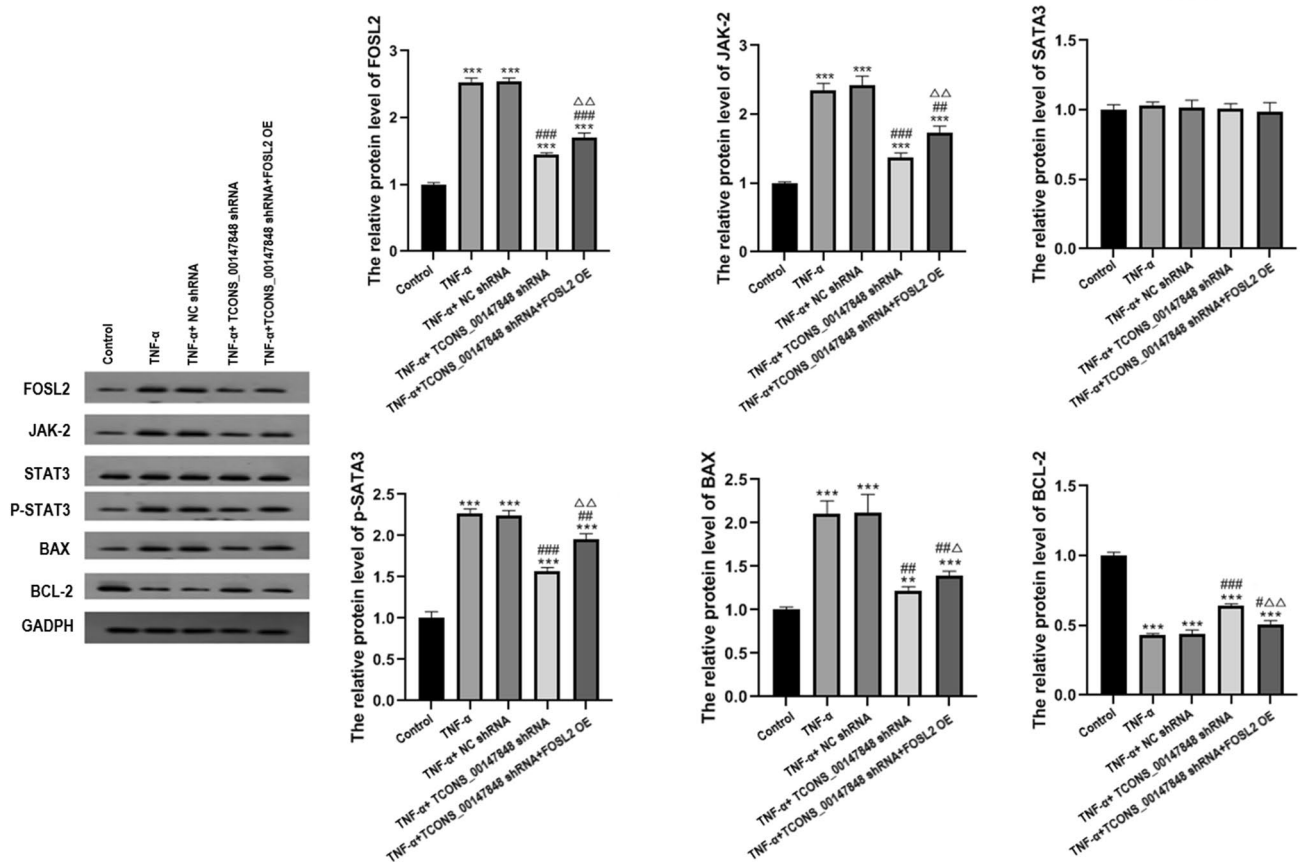 Control
TNF-α
TNF-α+ NC shRNA
TNF-α+ TCONS_00147848 shRNA
TNF-α+TCONS_00147848 shRNA+FOSL2 OE
FOSL2
JAK-2
STAT3
P-STAT3
BAX
BCL-2
GADPH
The relative protein level of FOSL2
3
2
1
0
***
***
###
***
△△
###
***
Control
TNF-α
TNF-α+ NC shRNA
TNF-α+ TCONS_00147848 shRNA
TNF-α+TCONS_00147848 shRNA+FOSL2 OE
The relative protein level of JAK-2
3
2
1
0
***
***
###
***
△△
##
***
Control
TNF-α
TNF-α+ NC shRNA
TNF-α+ TCONS_00147848 shRNA
TNF-α+TCONS_00147848 shRNA+FOSL2 OE
The relative protein level of SATA3
1.5
1.0
0.5
0.0
Control
TNF-α
TNF-α+ NC shRNA
TNF-α+ TCONS_00147848 shRNA
TNF-α+TCONS_00147848 shRNA+FOSL2 OE
The relative protein level of p-SATA3
2.5
2.0
1.5
1.0
0.5
0.0
***
***
###
***
△△
##
***
Control
TNF-α
TNF-α+ NC shRNA
TNF-α+ TCONS_00147848 shRNA
TNF-α+TCONS_00147848 shRNA+FOSL2 OE
The relative protein level of BAX
2.5
2.0
1.5
1.0
0.5
0.0
***
***
##
**
##△
***
Control
TNF-α
TNF-α+ NC shRNA
TNF-α+ TCONS_00147848 shRNA
TNF-α+TCONS_00147848 shRNA+FOSL2 OE
The relative protein level of BCL-2
1.5
1.0
0.5
0.0
***
***
###
***
#△△
***
Control
TNF-α
TNF-α+ NC shRNA
TNF-α+ TCONS_00147848 shRNA
TNF-α+TCONS_00147848 shRNA+FOSL2 OE